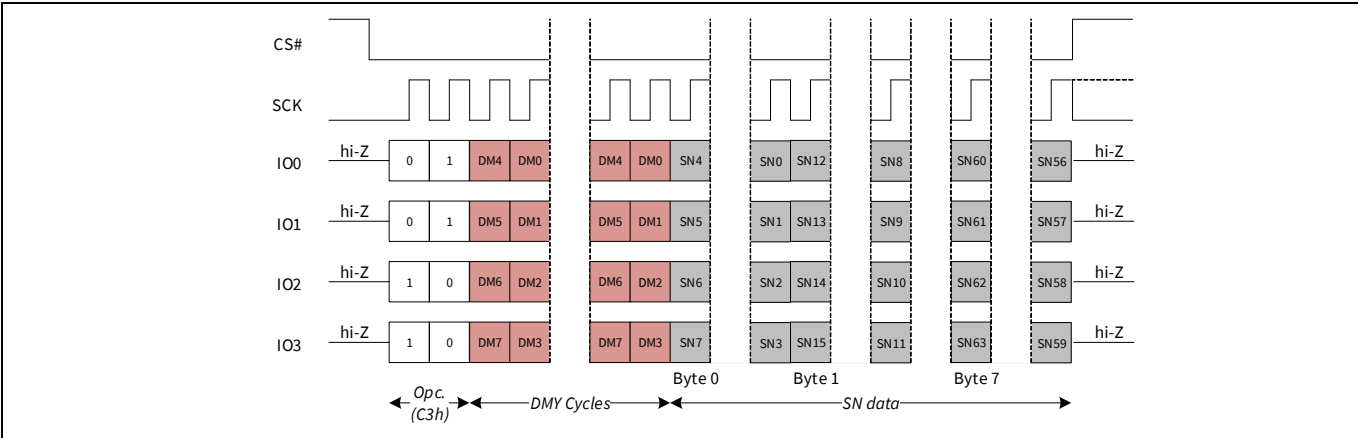 CS#
SCK
IO0 hi-Z 0 1 DM4 DM0 DM4 DM0 SN4 SN0 SN12 SN8 SN60 SN56 hi-Z
IO1 hi-Z 0 1 DM5 DM1 DM5 DM1 SN5 SN1 SN13 SN9 SN61 SN57 hi-Z
IO2 hi-Z 1 0 DM6 DM2 DM6 DM2 SN6 SN2 SN14 SN10 SN62 SN58 hi-Z
IO3 hi-Z 1 0 DM7 DM3 DM7 DM3 SN7 SN3 SN15 SN11 SN63 SN59 hi-Z
Byte 0 Byte 1 Byte 7
Opc.
(C3h) DMY Cycles SN data